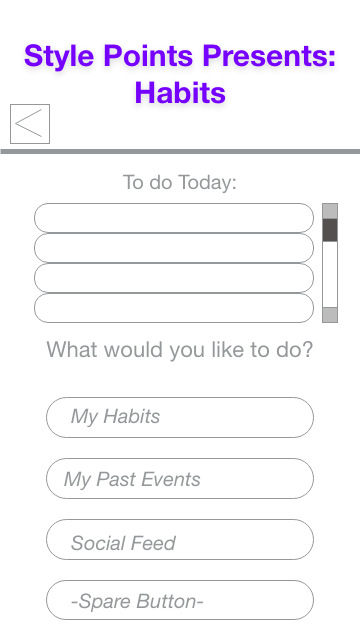 Style Points Presents:
Habits
To do Today:
What would you like to do?
My Habits
My Past Events
Social Feed
-Spare Button-